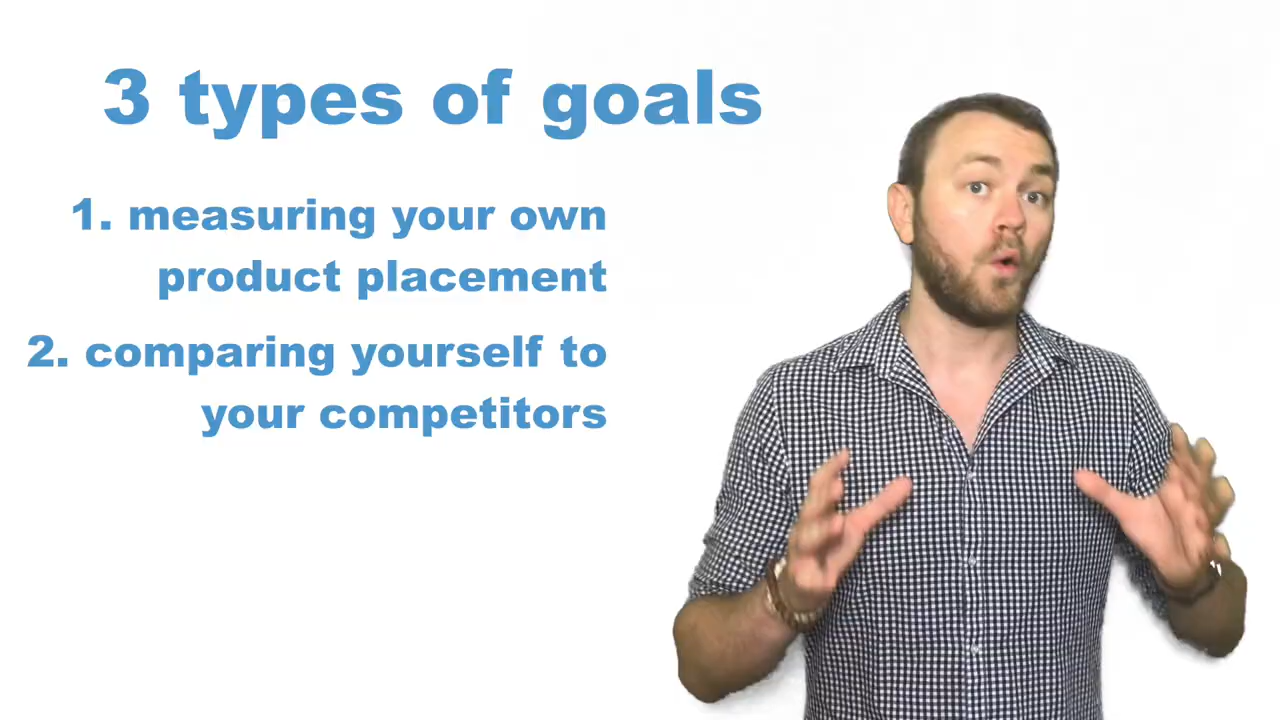 3 types of goals
1. measuring your own
product placement
2. comparing yourself to
your competitors